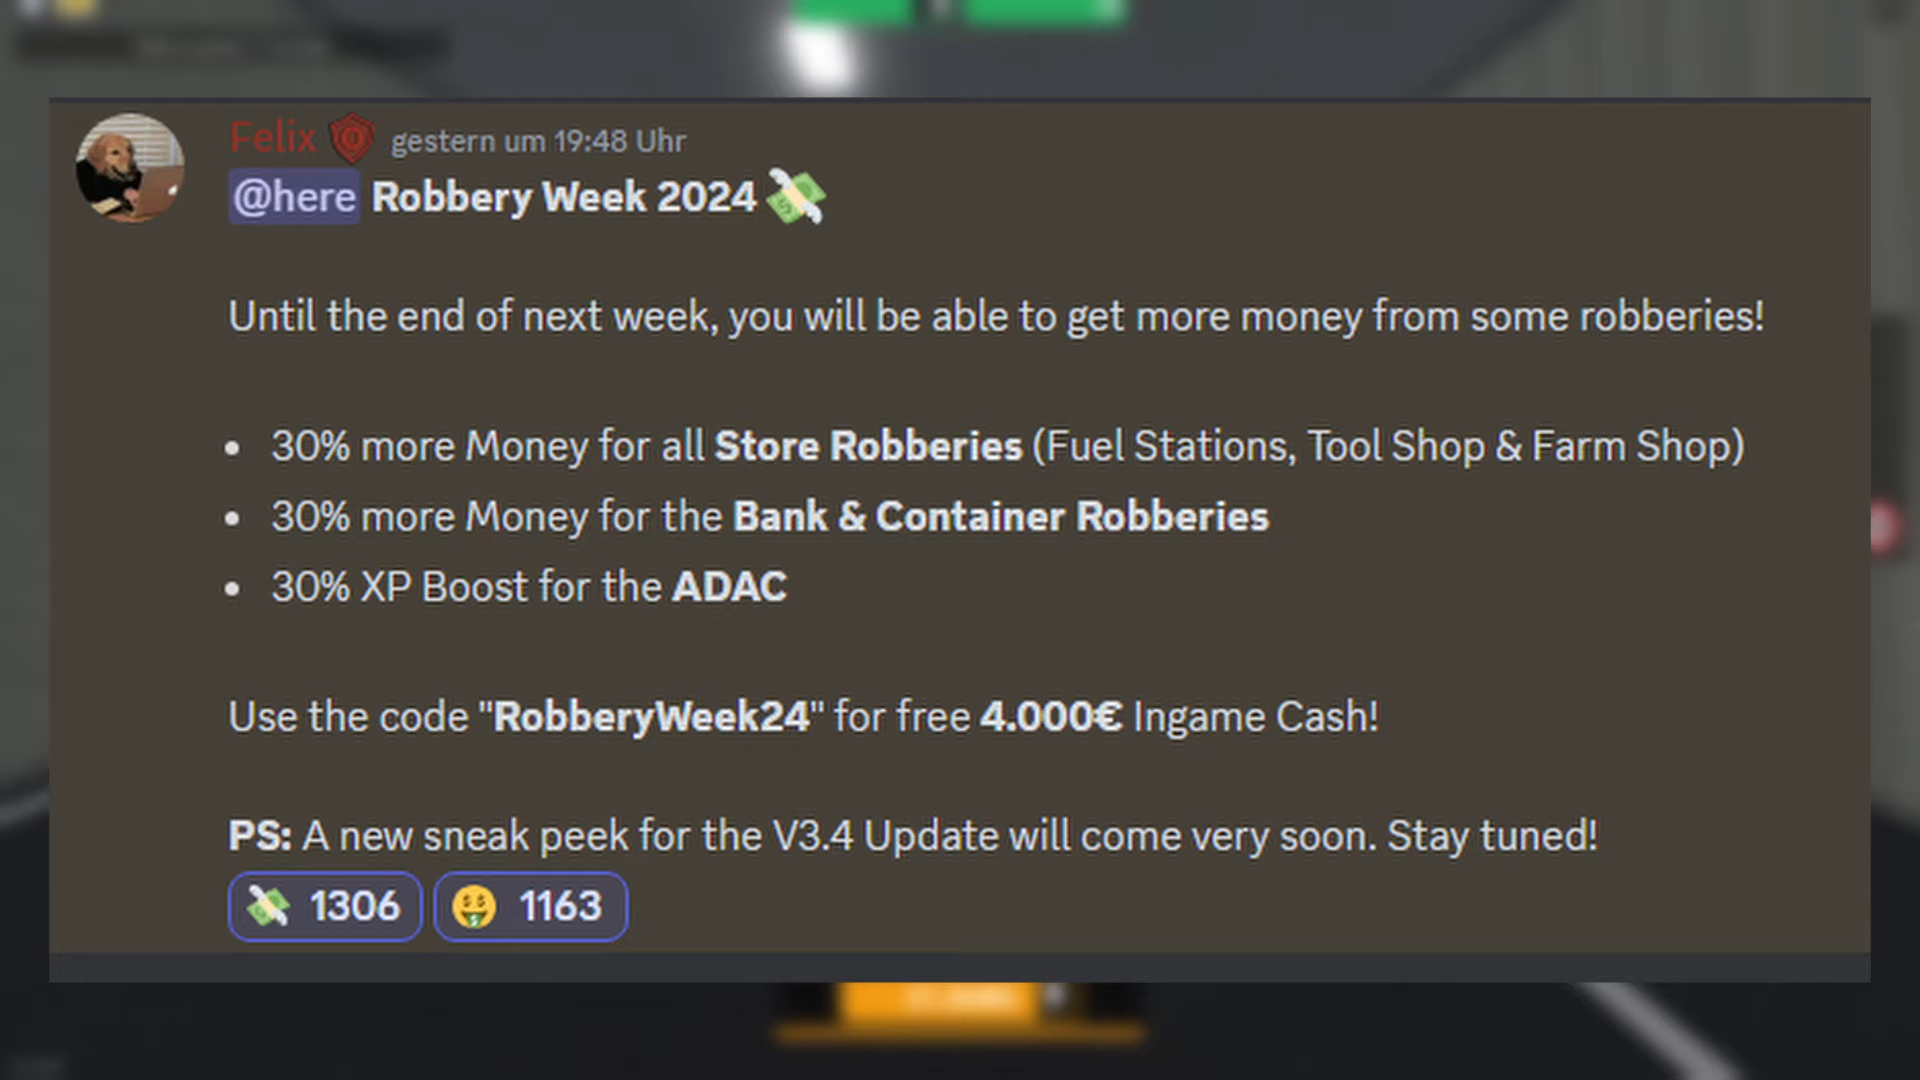 Felix gestern um 19:48 Uhr
@here Robbery Week 2024
Until the end of next week, you will be able to get more money from some robberies!
• 30% more Money for all Store Robberies (Fuel Stations, Tool Shop & Farm Shop)
• 30% more Money for the Bank & Container Robberies
• 30% XP Boost for the ADAC
Use the code "RobberyWeek24" for free 4.000€ Ingame Cash!
PS: A new sneak peek for the V3.4 Update will come very soon. Stay tuned!
1306 1163